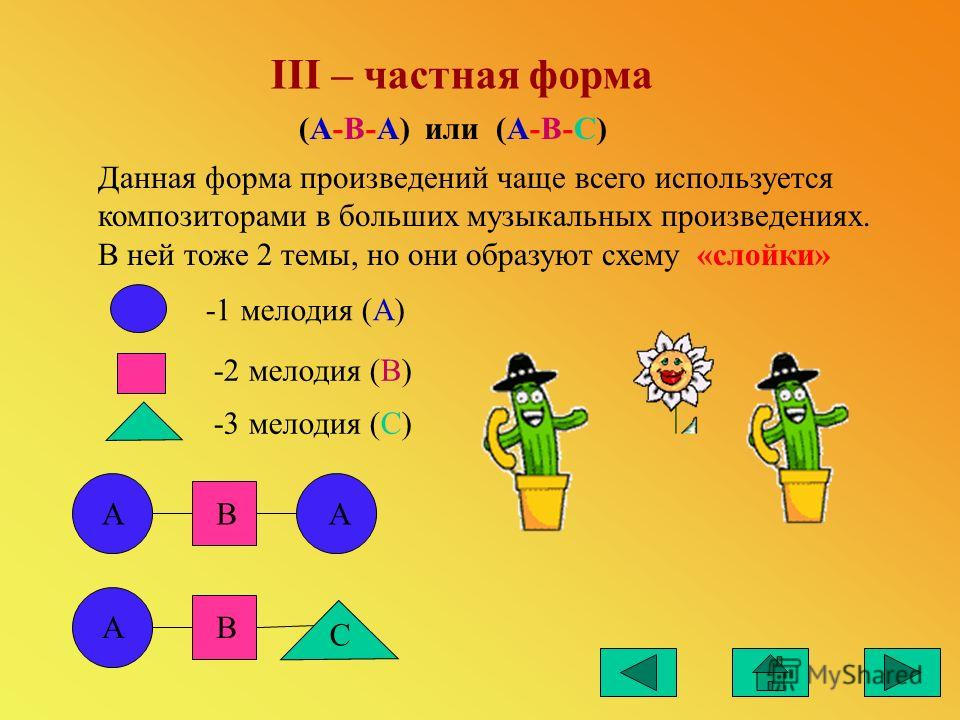 III – частная форма
(А-В-А) или (А-В-С)
Данная форма произведений чаще всего используется
композиторами в больших музыкальных произведениях.
В ней тоже 2 темы, но они образуют схему «слойки»
-1 мелодия (А)
-2 мелодия (В)
-3 мелодия (С)
А В А
А В С
MyShared